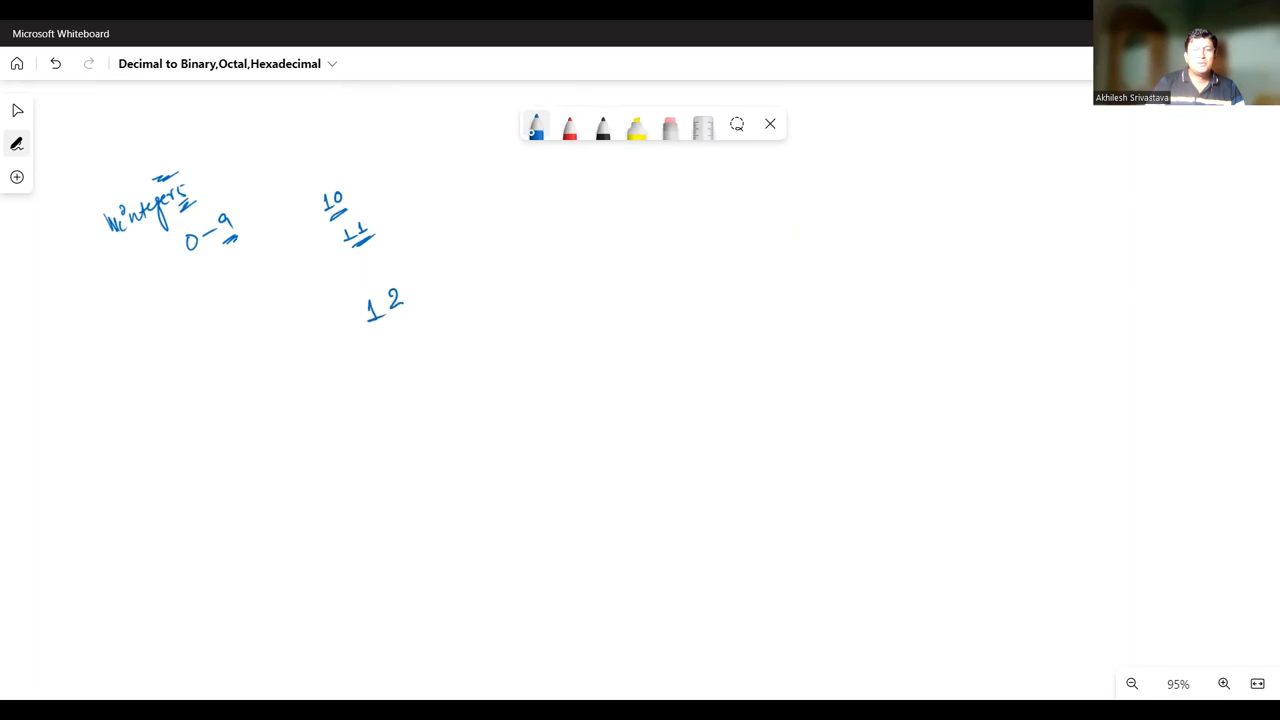 Microsoft Whiteboard
Decimal to Binary,Octal,Hexadecimal
Akhilesh Srivastava
integers
0 - 9
10
11
12
95%